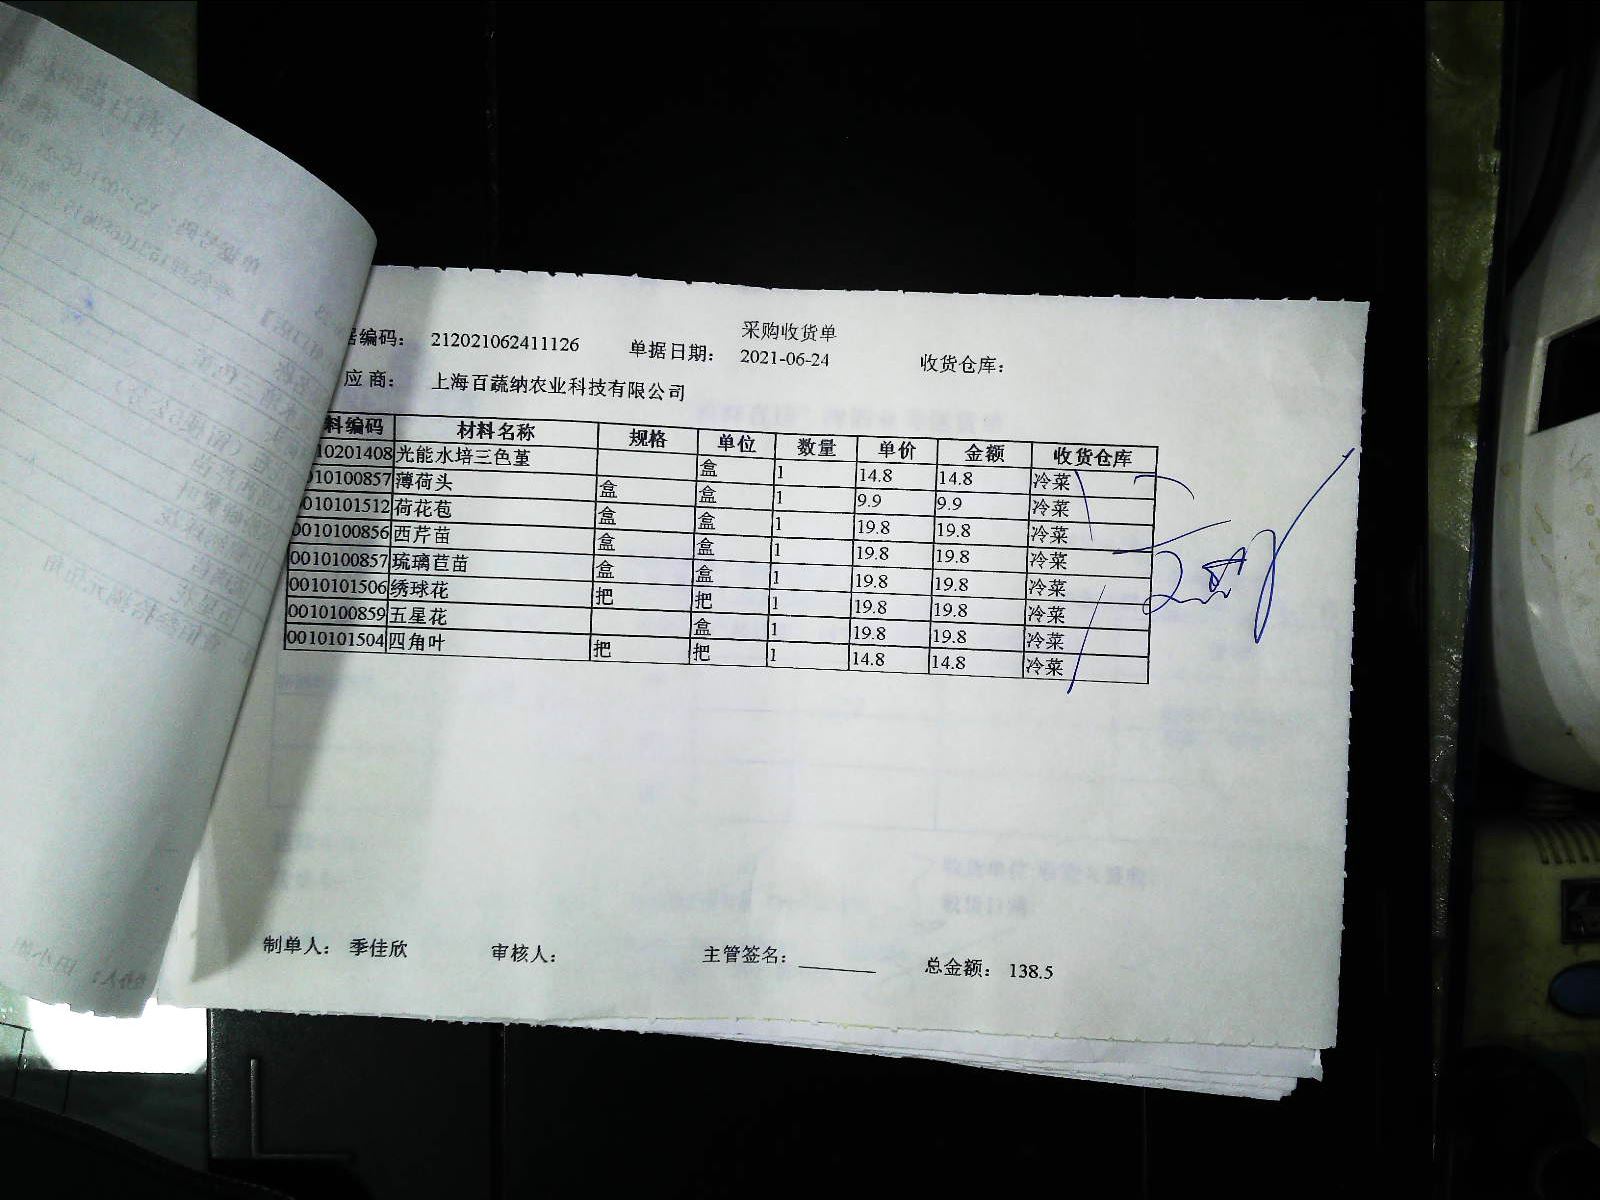 采购收货单
编码： 212021062411126 单据日期： 2021-06-24 收货仓库：
应商： 上海百蔬纳农业科技有限公司
料编码 材料名称 规格 单位 数量 单价 金额 收货仓库
10201408 光能水培三色堇 盒 1 14.8 14.8 冷菜
010100857 薄荷头 盒 盒 1 9.9 9.9 冷菜
010101512 荷花苞 盒 盒 1 19.8 19.8 冷菜
0010100856 西芹苗 盒 盒 1 19.8 19.8 冷菜
0010100857 琉璃苣苗 盒 盒 1 19.8 19.8 冷菜
0010101506 绣球花 把 把 1 19.8 19.8 冷菜
0010100859 五星花 盒 1 19.8 19.8 冷菜
0010101504 四角叶 把 把 1 14.8 14.8 冷菜
制单人： 季佳欣 审核人： 主管签名： 总金额： 138.5